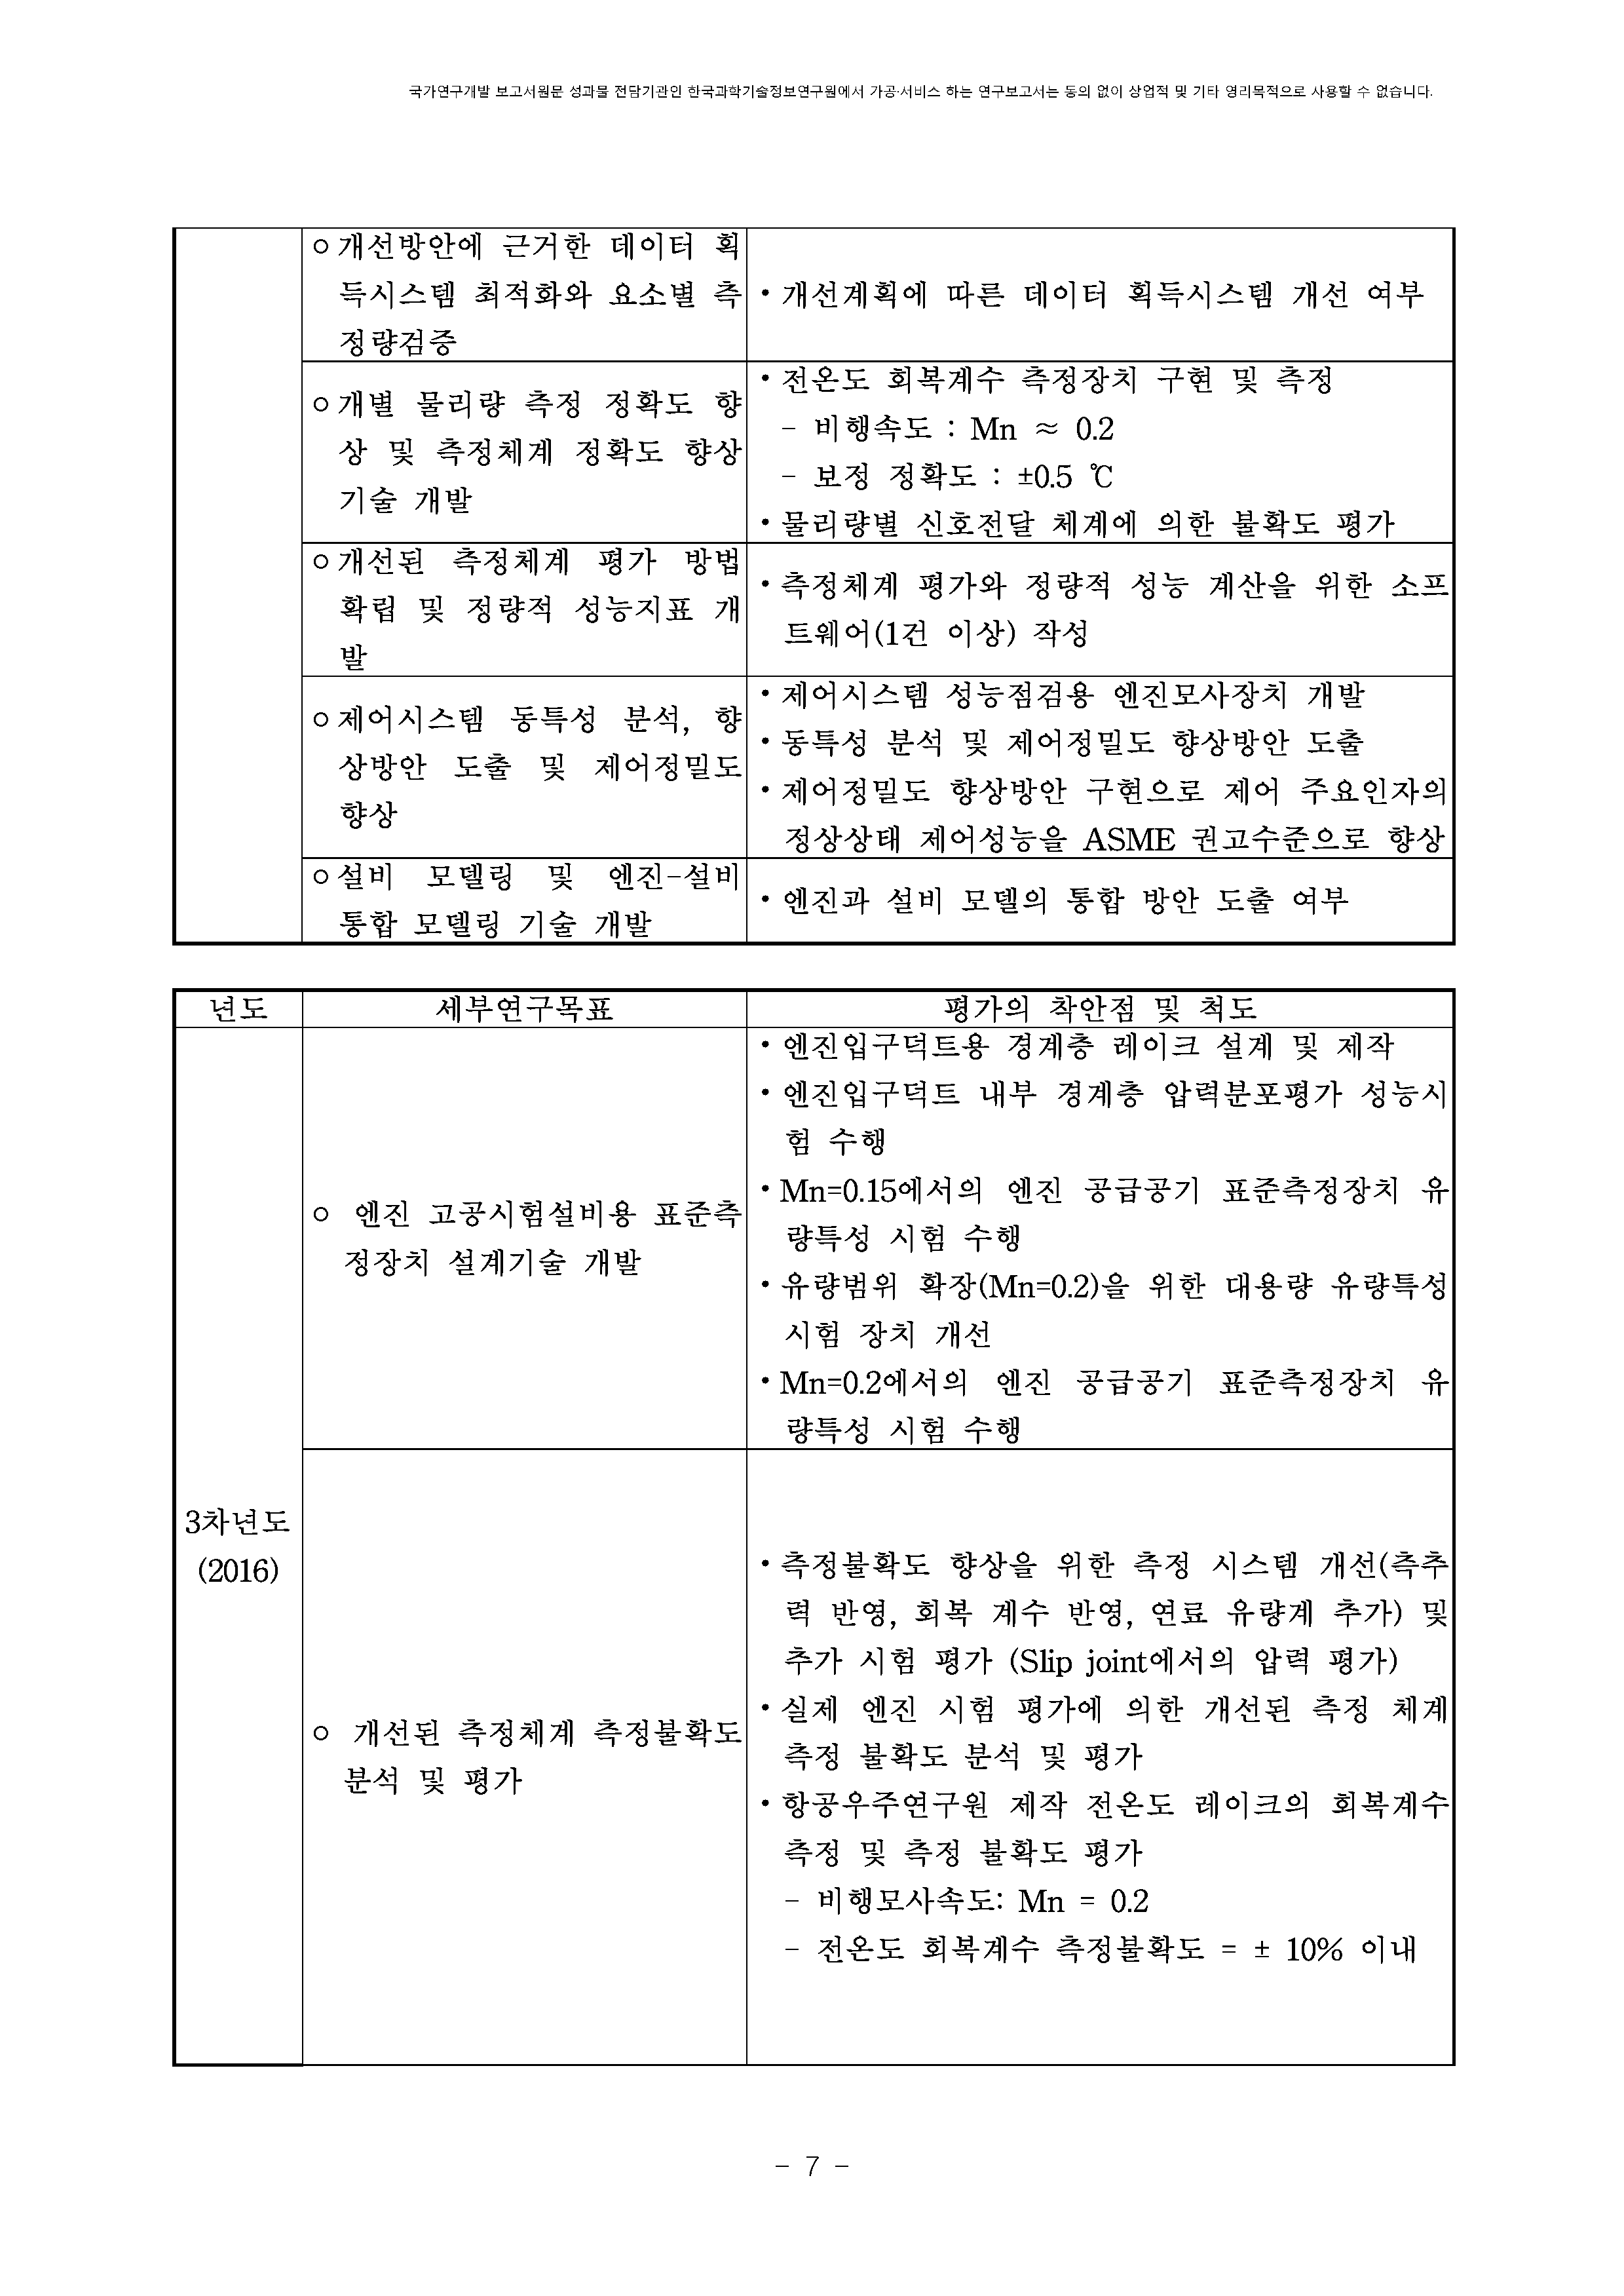 국가연구개발 보고서원문 성과물 전담기관인 한국과학기술정보연구원에서 가공·서비스 하는 연구보고서는 동의 없이 상업적 및 기타 영리목적으로 사용할 수 없습니다.
○ 개선방안에 근거한 데이터 획
득시스템 최적화와 요소별 측
정량검증
• 개선계획에 따른 데이터 획득시스템 개선 여부
○ 개별 물리량 측정 정확도 향
상 및 측정체계 정확도 향상
기술 개발
• 전온도 회복계수 측정장치 구현 및 측정
- 비행속도 : Mn ≈ 0.2
- 보정 정확도 : ±0.5 ℃
• 물리량별 신호전달 체계에 의한 불확도 평가
○ 개선된 측정체계 평가 방법
확립 및 정량적 성능지표 개
발
• 측정체계 평가와 정량적 성능 계산을 위한 소프
트웨어(1건 이상) 작성
○ 제어시스템 동특성 분석, 향
상방안 도출 및 제어정밀도
향상
• 제어시스템 성능점검용 엔진모사장치 개발
• 동특성 분석 및 제어정밀도 향상방안 도출
• 제어정밀도 향상방안 구현으로 제어 주요인자의
정상상태 제어성능을 ASME 권고수준으로 향상
○ 설비 모델링 및 엔진-설비
통합 모델링 기술 개발
• 엔진과 설비 모델의 통합 방안 도출 여부
년도 세부연구목표 평가의 착안점 및 척도
3차년도
(2016)
○ 엔진 고공시험설비용 표준측
정장치 설계기술 개발
• 엔진입구덕트용 경계층 레이크 설계 및 제작
• 엔진입구덕트 내부 경계층 압력분포평가 성능시
험 수행
• Mn=0.15에서의 엔진 공급공기 표준측정장치 유
량특성 시험 수행
• 유량범위 확장(Mn=0.2)을 위한 대용량 유량특성
시험 장치 개선
• Mn=0.2에서의 엔진 공급공기 표준측정장치 유
량특성 시험 수행
○ 개선된 측정체계 측정불확도
분석 및 평가
• 측정불확도 향상을 위한 측정 시스템 개선(측추
력 반영, 회복 계수 반영, 연료 유량계 추가) 및
추가 시험 평가 (Slip joint에서의 압력 평가)
• 실제 엔진 시험 평가에 의한 개선된 측정 체계
측정 불확도 분석 및 평가
• 항공우주연구원 제작 전온도 레이크의 회복계수
측정 및 측정 불확도 평가
- 비행모사속도: Mn = 0.2
- 전온도 회복계수 측정불확도 = ± 10% 이내
- 7 -